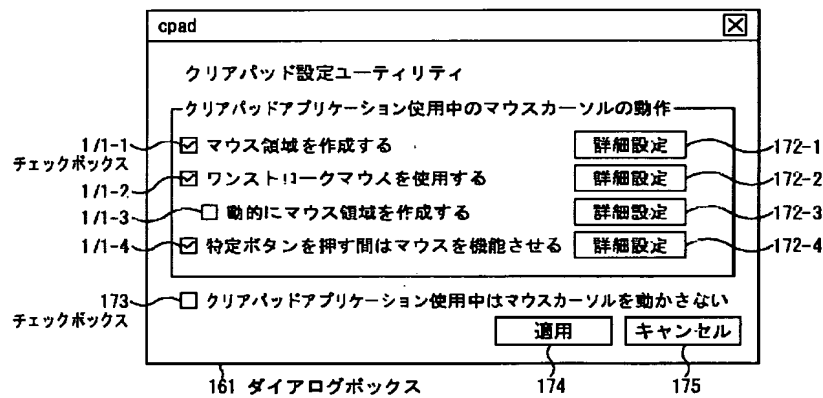 cpad
クリアパッド設定ユーティリティ
クリアパッドアプリケーション使用中のマウスカーソルの動作
1/1-1 マウス領域を作成する 詳細設定 172-1
チェックボックス
1/1-2 ワンストロークマウスを使用する 詳細設定 172-2
1/1-3 動的にマウス領域を作成する 詳細設定 172-3
1/1-4 特定ボタンを押す間はマウスを機能させる 詳細設定 172-4
173 クリアパッドアプリケーション使用中はマウスカーソルを動かさない
チェックボックス
適用 キャンセル
161 ダイアログボックス 174 175